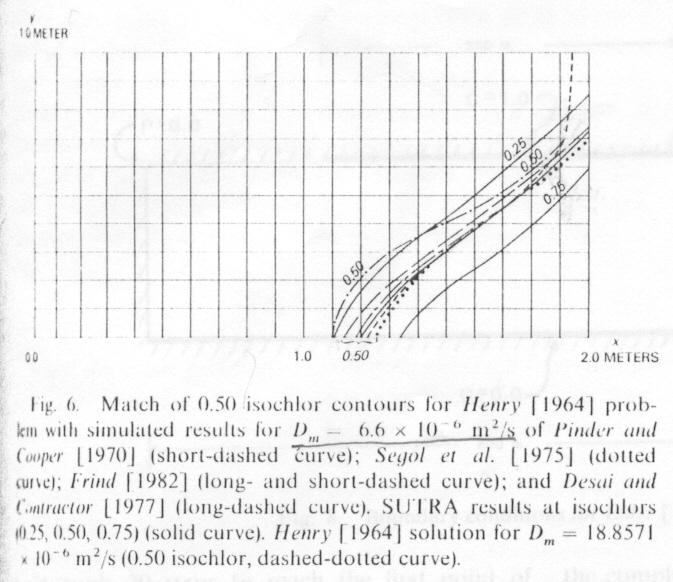 y
1.0 METER
0.25
0.50
0.75
0.50
0.0
1.0
0.50
x
2.0 METERS
Fig. 6. Match of 0.50 isochlor contours for Henry [1964] prob-
lem with simulated results for Dm = 6.6 × 10⁻⁶ m²/s of Pinder and
Cooper [1970] (short-dashed curve); Segol et al. [1975] (dotted
curve); Frind [1982] (long- and short-dashed curve); and Desai and
Contractor [1977] (long-dashed curve). SUTRA results at isochlors
(0.25, 0.50, 0.75) (solid curve). Henry [1964] solution for Dm = 18.8571
× 10⁻⁶ m²/s (0.50 isochlor, dashed-dotted curve).